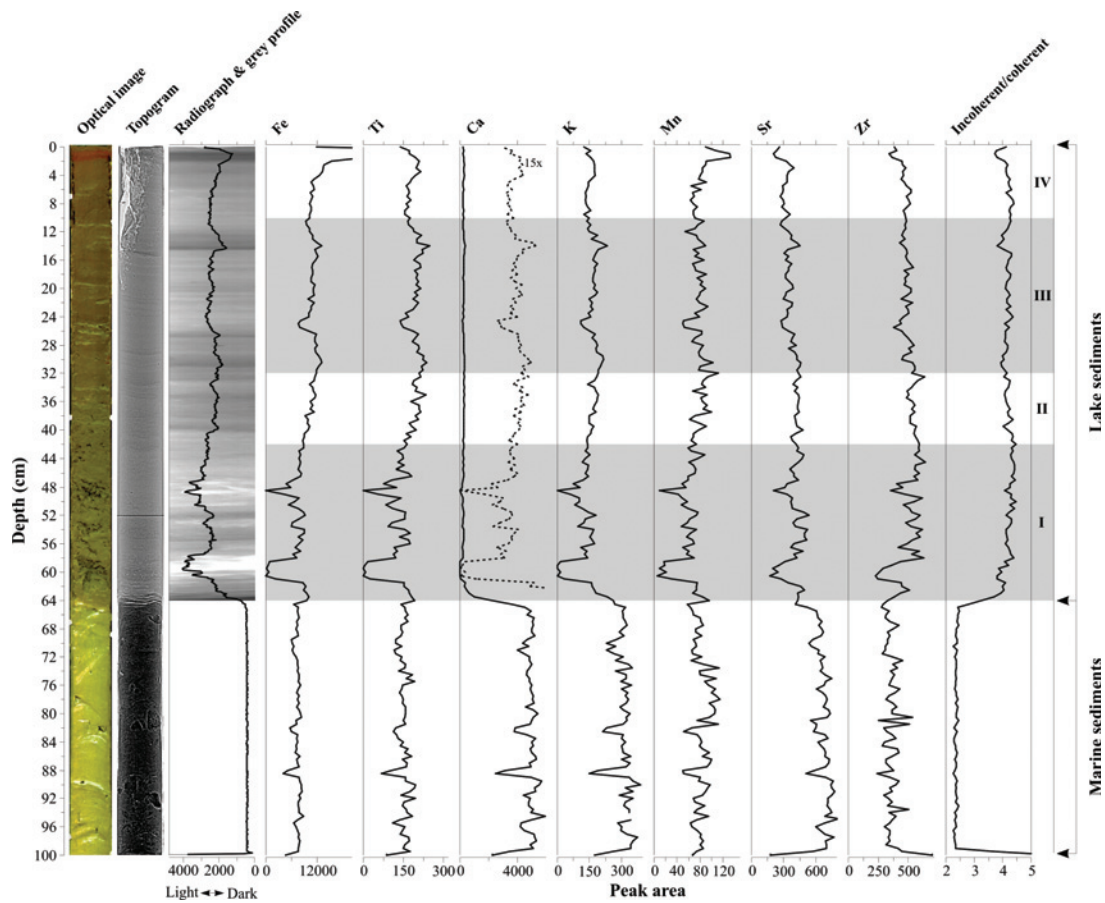 Optical image
Topogram
Radiograph & grey profile
Fe
Ti
Ca
K
Mn
Sr
Zr
Incoherent/coherent
Depth (cm)
0
4
8
12
16
20
24
28
32
36
40
44
48
52
56
60
64
68
72
76
80
84
88
92
96
100
15x
IV
III
II
I
Lake sediments
Marine sediments
4000 2000 0
0 12000
0 150 300
0 4000
0 150 300
0 40 80 120
0 300 600
0 300 600
2 3 4 5
Light Dark
Peak area